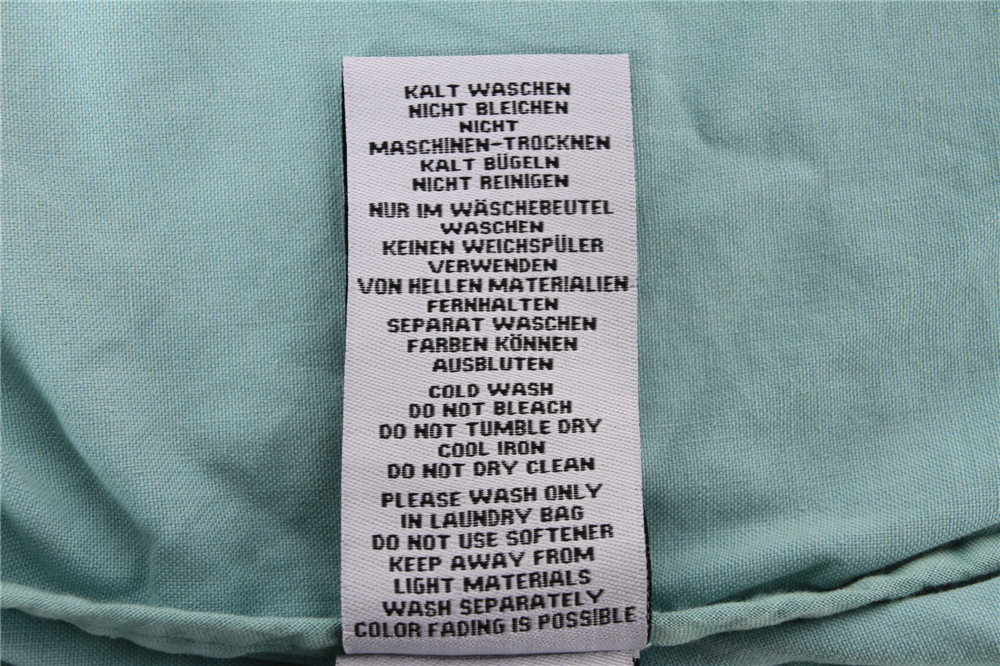 KALT WASCHEN
NICHT BLEICHEN
NICHT
MASCHINEN-TROCKNEN
KALT BÜGELN
NICHT REINIGEN
NUR IM WÄSCHEBEUTEL
WASCHEN
KEINEN WEICHSPÜLER
VERWENDEN
VON HELLEN MATERIALIEN
FERNHALTEN
SEPARAT WASCHEN
FARBEN KÖNNEN
AUSBLUTEN
COLD WASH
DO NOT BLEACH
DO NOT TUMBLE DRY
COOL IRON
DO NOT DRY CLEAN
PLEASE WASH ONLY
IN LAUNDRY BAG
DO NOT USE SOFTENER
KEEP AWAY FROM
LIGHT MATERIALS
WASH SEPARATELY
COLOR FADING IS POSSIBLE